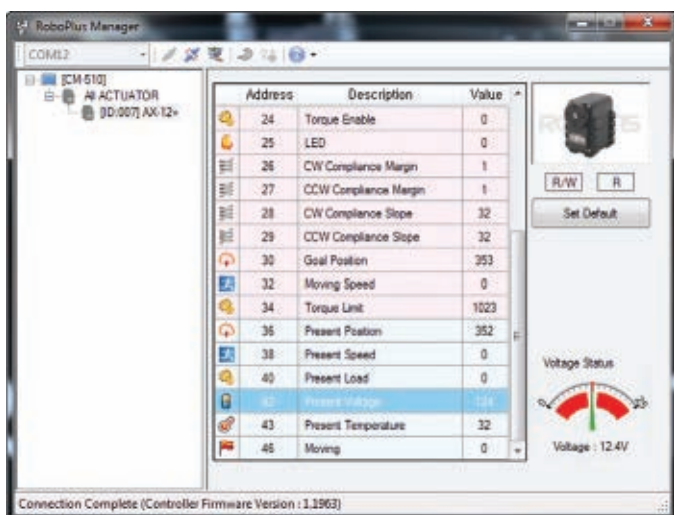 RoboPlus Manager
COM12
[CM-510]
All ACTUATOR
[ID:007] AX-12+
Address Description Value
24 Torque Enable 0
25 LED 0
26 CW Compliance Margin 1
27 CCW Compliance Margin 1
28 CW Compliance Slope 32
29 CCW Compliance Slope 32
30 Goal Position 353
32 Moving Speed 0
34 Torque Limit 1023
36 Present Position 352
38 Present Speed 0
40 Present Load 0
42 Present Voltage 124
43 Present Temperature 32
46 Moving 0
R/W R
Set Default
Voltage Status
0
Voltage : 12.4V
Connection Complete (Controller Firmware Version : 1.1963)